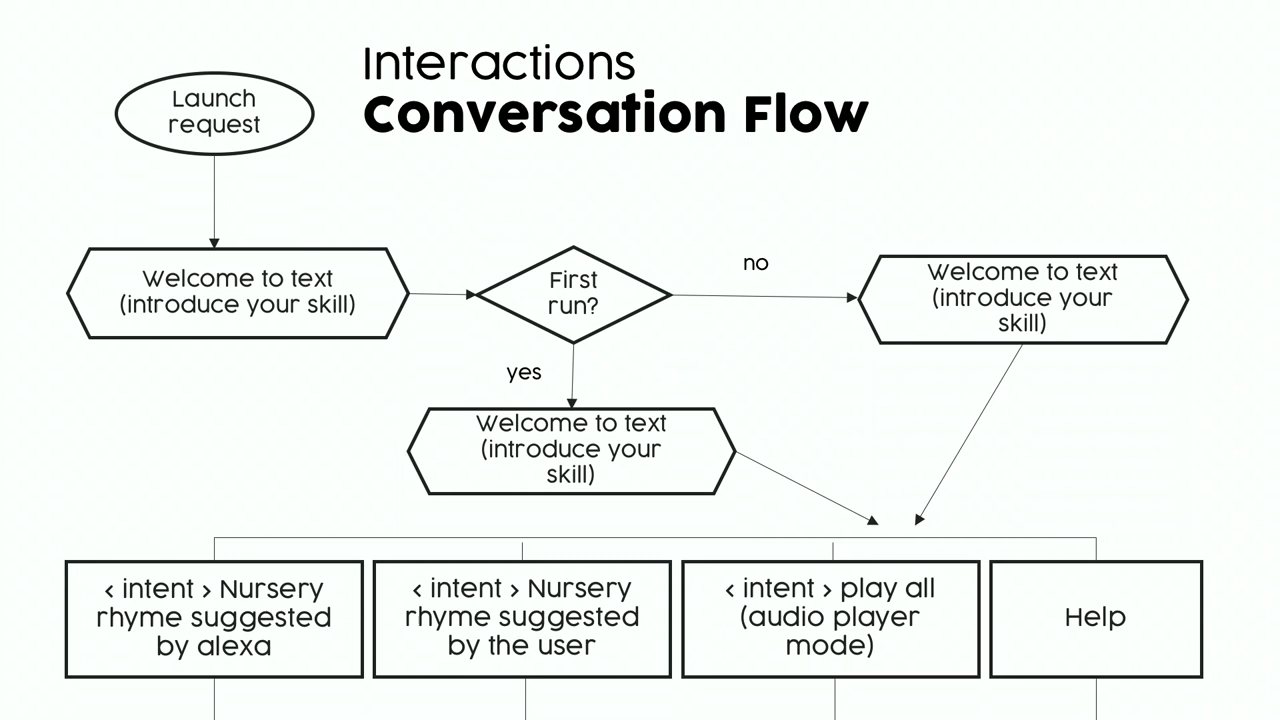 Interactions
Conversation Flow
Launch
request
Welcome to text
(introduce your skill)
First
run?
no
Welcome to text
(introduce your
skill)
yes
Welcome to text
(introduce your
skill)
< intent > Nursery
rhyme suggested
by alexa
< intent > Nursery
rhyme suggested
by the user
< intent > play all
(audio player
mode)
Help